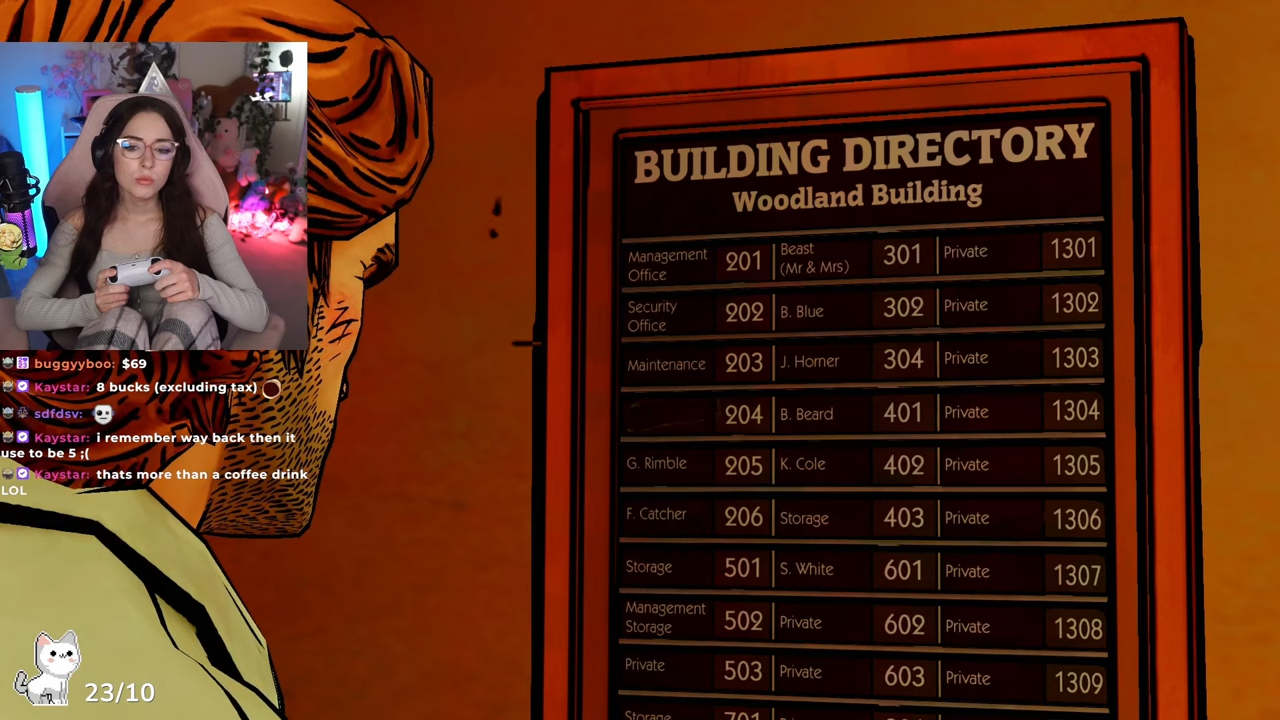 buggyyboo: $69
Kaystar: 8 bucks (excluding tax)
sdfdsv:
Kaystar: i remember way back then it
use to be 5 ;(
Kaystar: thats more than a coffee drink
LOL
23/10
BUILDING DIRECTORY
Woodland Building
Management Office 201 Beast (Mr & Mrs) 301 Private 1301
Security Office 202 B. Blue 302 Private 1302
Maintenance 203 J. Horner 304 Private 1303
204 B. Beard 401 Private 1304
G. Rimble 205 K. Cole 402 Private 1305
F. Catcher 206 Storage 403 Private 1306
Storage 501 S. White 601 Private 1307
Management Storage 502 Private 602 Private 1308
Private 503 Private 603 Private 1309